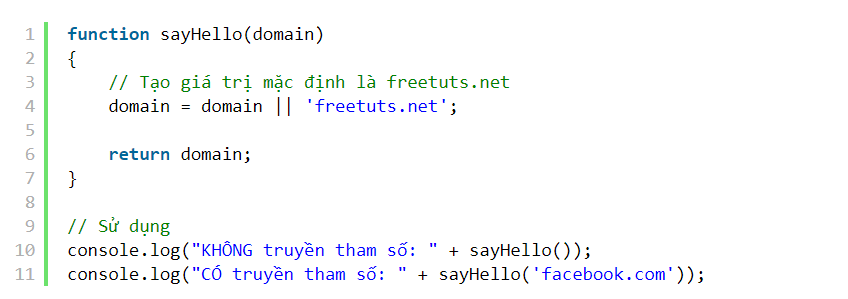 1 function sayHello(domain)
2 {
3 // Tạo giá trị mặc định là freetuts.net
4 domain = domain || 'freetuts.net';
5
6 return domain;
7 }
8
9 // Sử dụng
10 console.log("KHÔNG truyền tham số: " + sayHello());
11 console.log("CÓ truyền tham số: " + sayHello('facebook.com'));